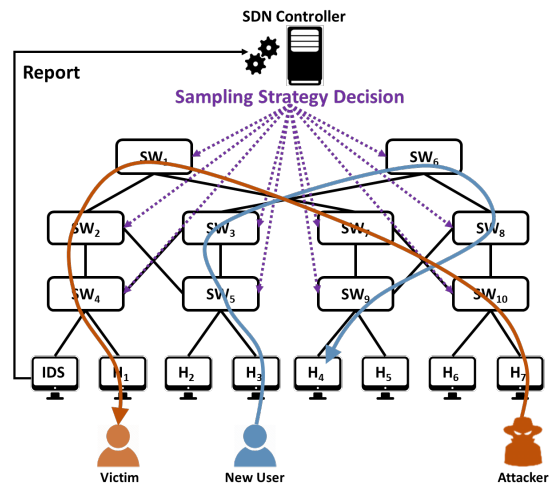 SDN Controller
Report
Sampling Strategy Decision
SW1
SW6
SW2
SW3
SW7
SW8
SW4
SW5
SW9
SW10
IDS
H1
H2
H3
H4
H5
H6
H7
Victim
New User
Attacker